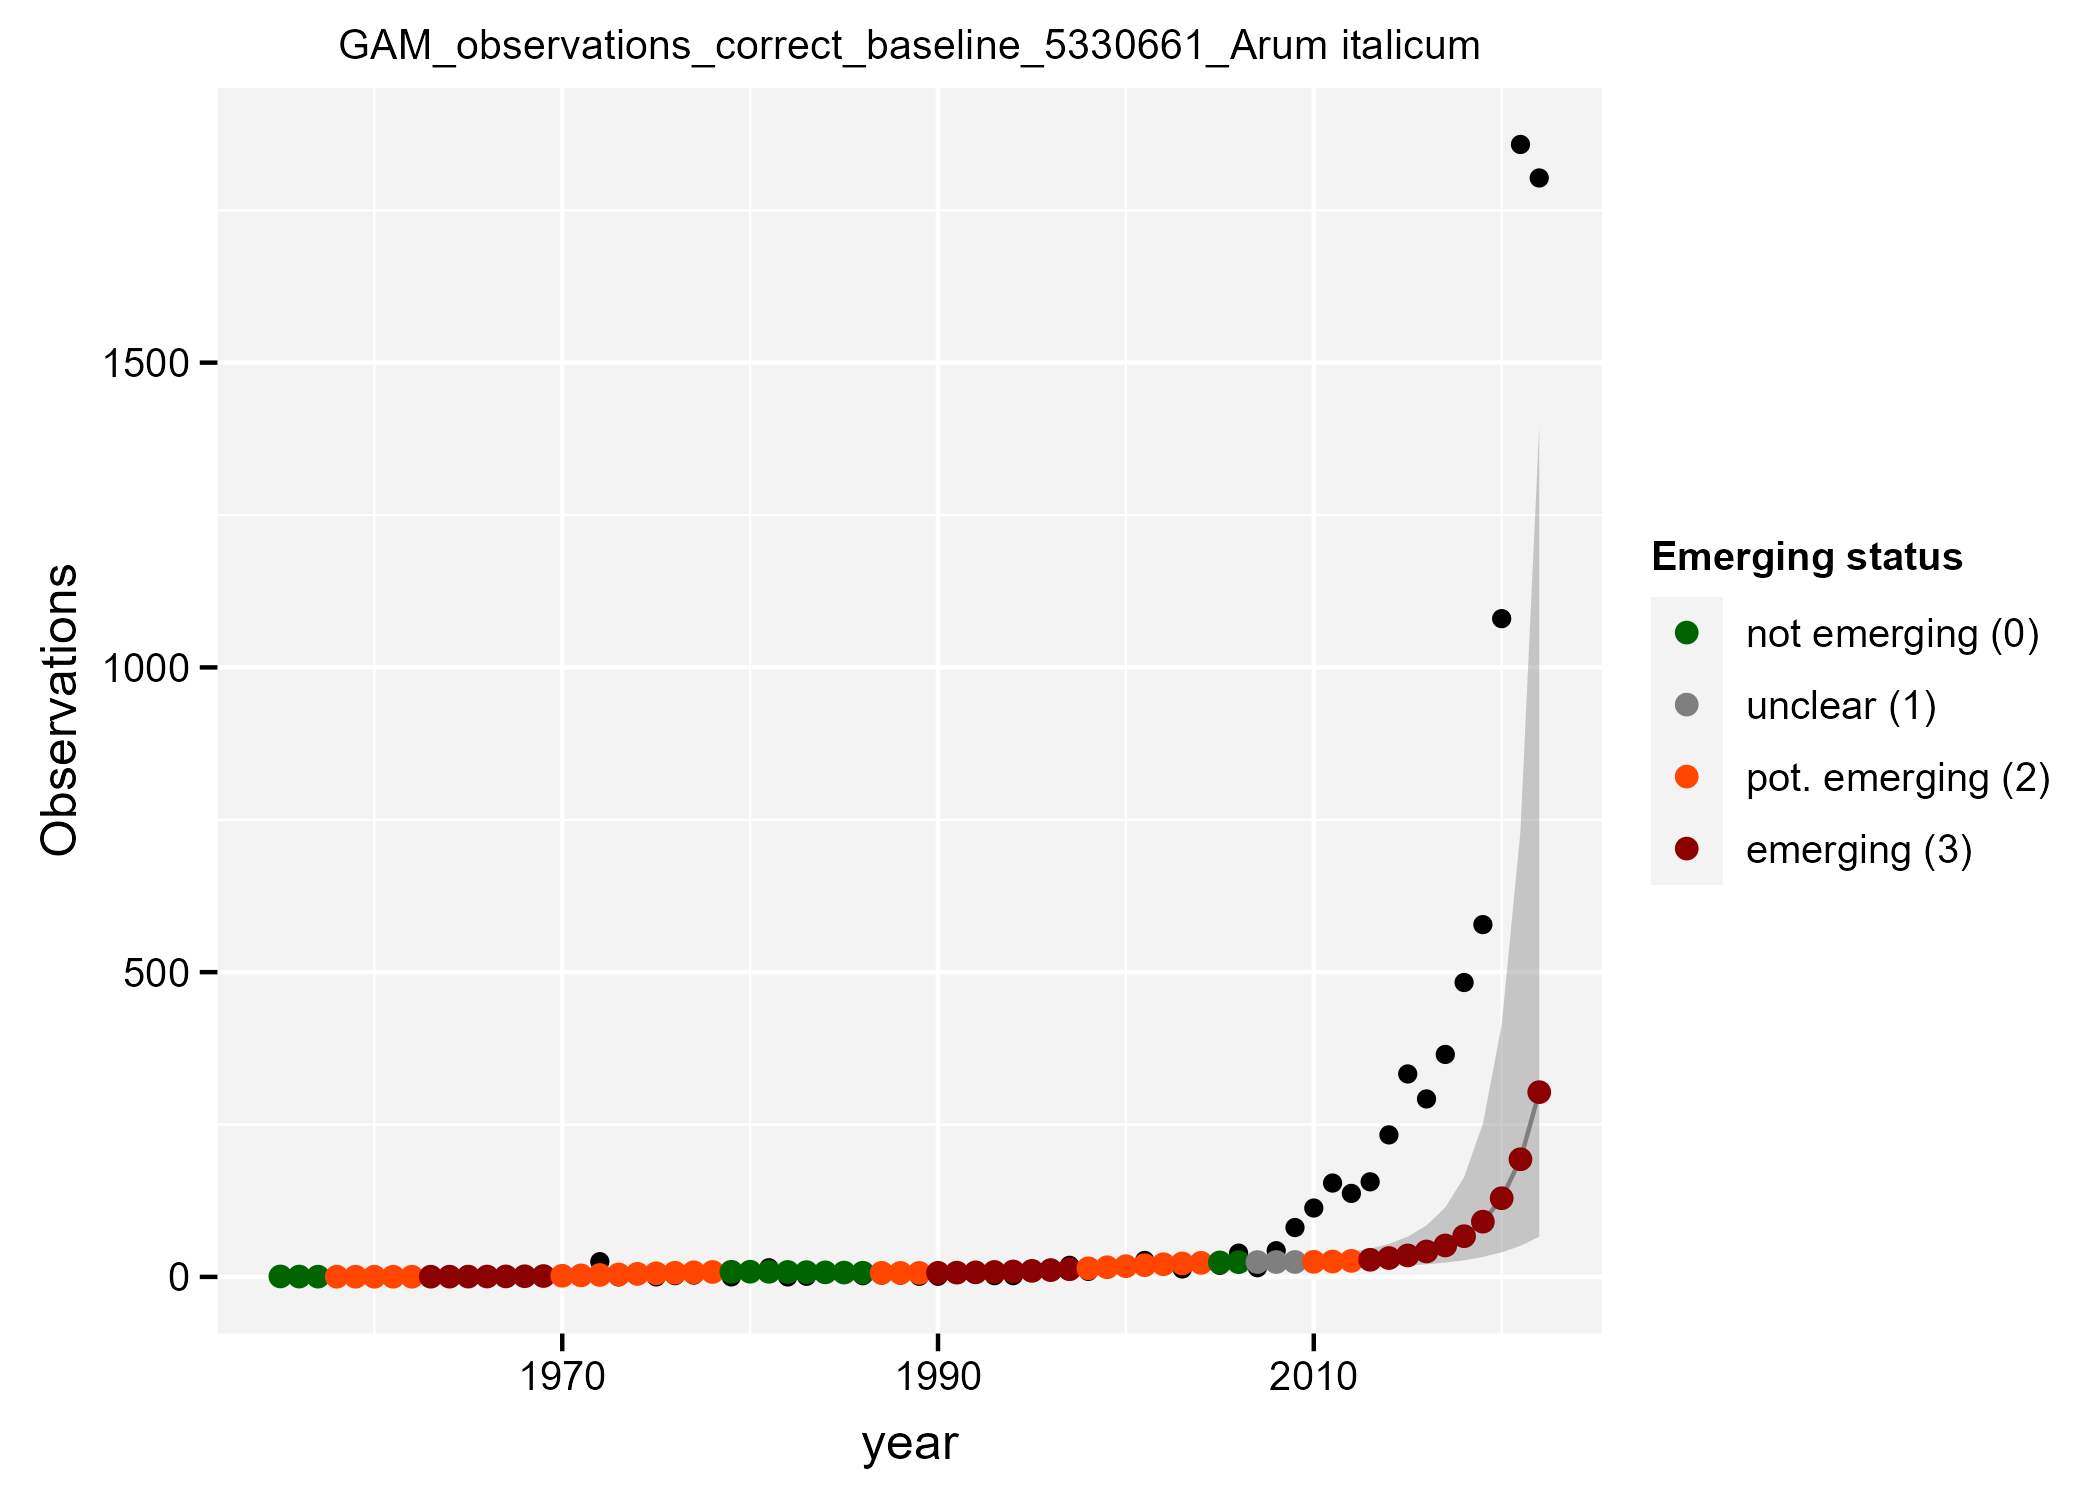 GAM_observations_correct_baseline_5330661_Arum italicum
Observations
1500
1000
500
0
1970
1990
2010
year
Emerging status
not emerging (0)
unclear (1)
pot. emerging (2)
emerging (3)